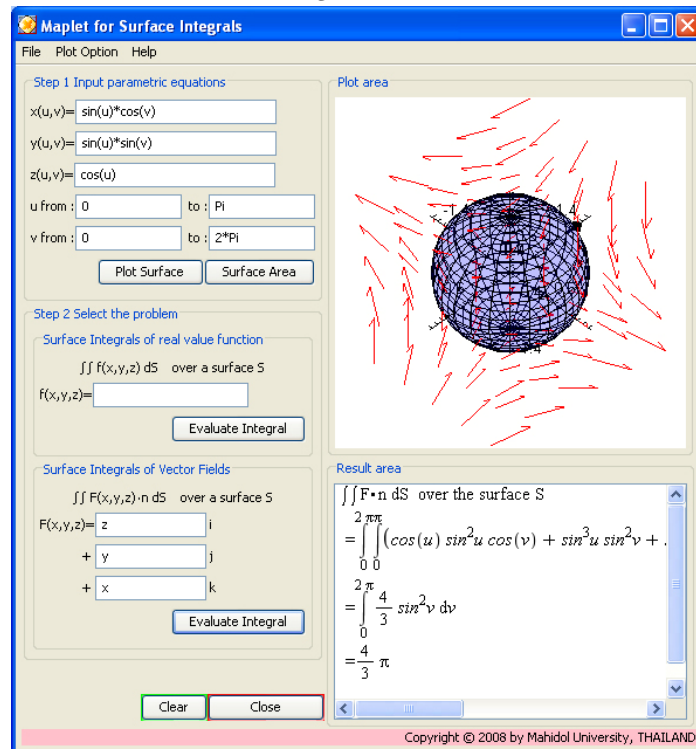 Maplet for Surface Integrals
File Plot Option Help
Step 1 Input parametric equations
x(u,v)= sin(u)*cos(v)
y(u,v)= sin(u)*sin(v)
z(u,v)= cos(u)
u from : 0 to : Pi
v from : 0 to : 2*Pi
Plot Surface Surface Area
Step 2 Select the problem
Surface Integrals of real value function
∫∫ f(x,y,z) dS over a surface S
f(x,y,z)=
Evaluate Integral
Surface Integrals of Vector Fields
∫∫ F(x,y,z)·n dS over a surface S
F(x,y,z)= z i
+ y j
+ x k
Evaluate Integral
Clear Close
Plot area
Result area
∫∫F•n dS over the surface S
2 π π
= ∫ ∫ (cos(u) sin²u cos(v) + sin³u sin²v + .
0 0
2 π
= ∫ 4/3 sin²v dv
0
= 4/3 π
Copyright © 2008 by Mahidol University, THAILAND